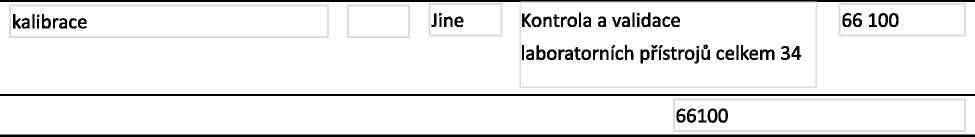 kalibrace Jine Kontrola a validace 66 100
laboratorních přístrojů celkem 34
66100